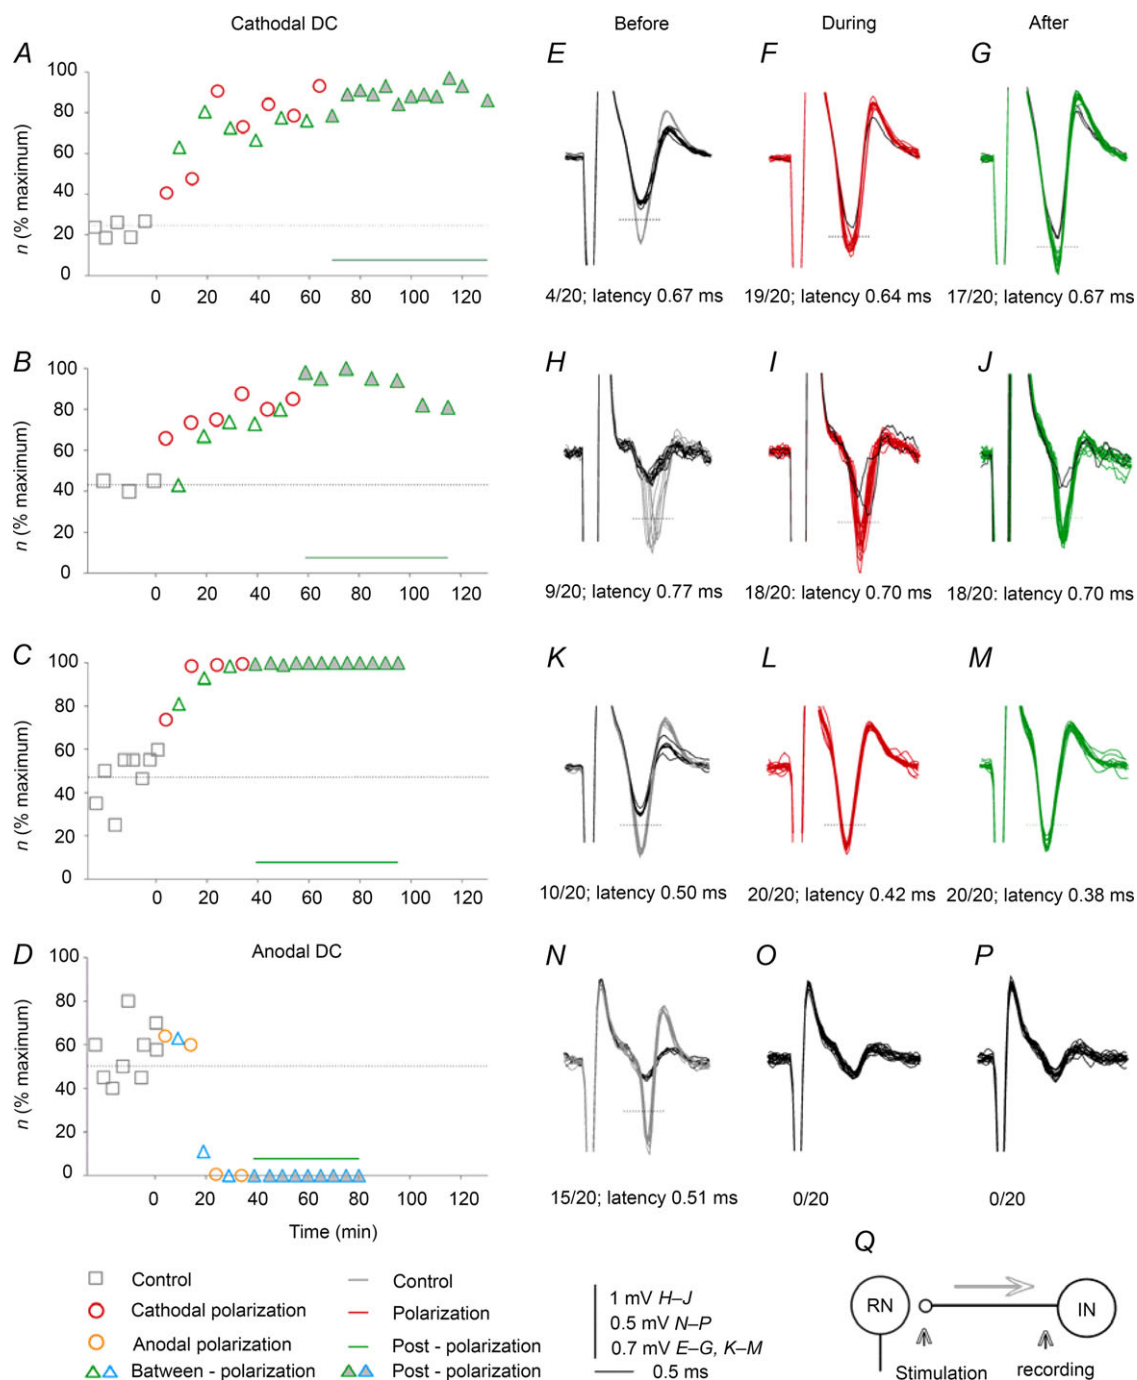 Cathodal DC
Before During After
A
100
80
60
40
20
0
n (% maximum)
0 20 40 60 80 100 120
E F G
4/20; latency 0.67 ms 19/20; latency 0.64 ms 17/20; latency 0.67 ms
B
100
80
60
40
20
0
n (% maximum)
0 20 40 60 80 100 120
H I J
9/20; latency 0.77 ms 18/20: latency 0.70 ms 18/20; latency 0.70 ms
C
100
80
60
40
20
0
n (% maximum)
0 20 40 60 80 100 120
K L M
10/20; latency 0.50 ms 20/20; latency 0.42 ms 20/20; latency 0.38 ms
D
Anodal DC
100
80
60
40
20
0
n (% maximum)
0 20 40 60 80 100 120
Time (min)
N O P
15/20; latency 0.51 ms 0/20 0/20
Control Control
Cathodal polarization Polarization
Anodal polarization Post - polarization
Batween - polarization Post - polarization
1 mV H–J
0.5 mV N–P
0.7 mV E–G, K–M
0.5 ms
Q
RN IN
Stimulation recording